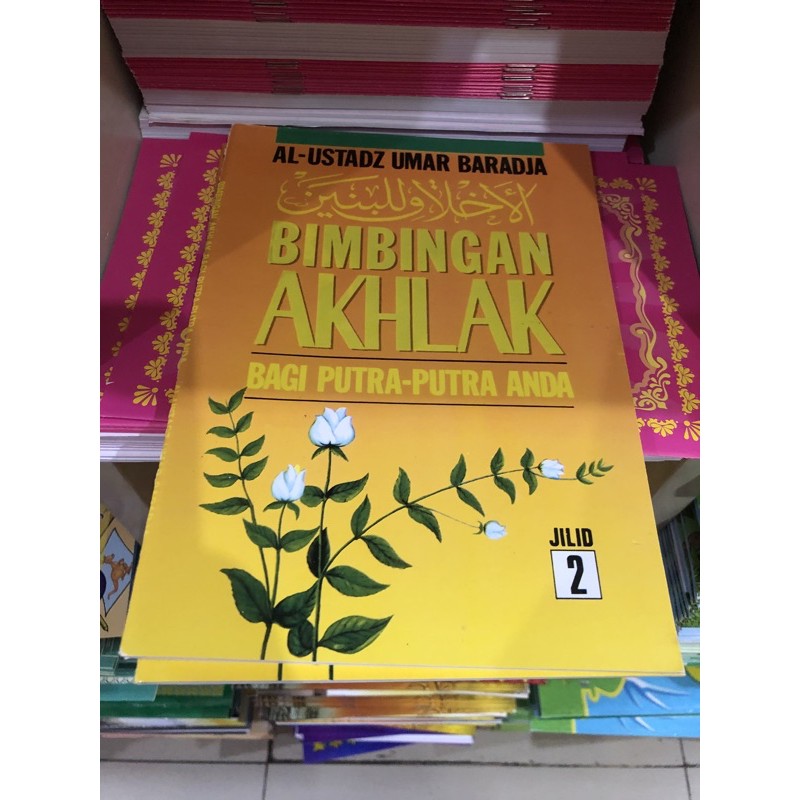 AL-USTADZ UMAR BARADJA
الأخلاق للبنين
BIMBINGAN
AKHLAK
BAGI PUTRA-PUTRA ANDA
JILID
2